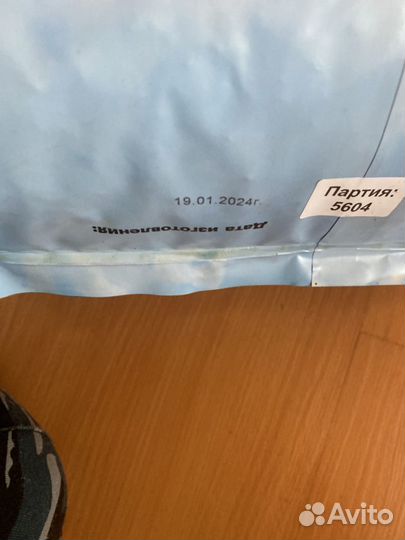 19.01.2024г.
Дата изготовления:
Партия:
5604
Avito